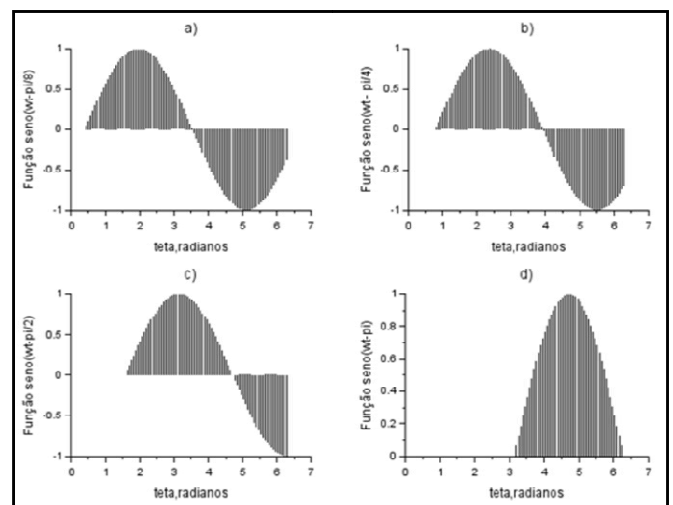 a)
Função seno(wt-pi/8)
1
0.5
0
-0.5
-1
0 1 2 3 4 5 6 7
teta,radianos
b)
Função seno(wt- pi/4)
1
0.5
0
-0.5
-1
0 1 2 3 4 5 6 7
teta,radianos
c)
Função seno(wt-pi/2)
1
0.5
0
-0.5
-1
0 1 2 3 4 5 6 7
teta,radianos
d)
Função seno(wt-pi)
1
0.8
0.6
0.4
0.2
0
0 1 2 3 4 5 6 7
teta,radianos